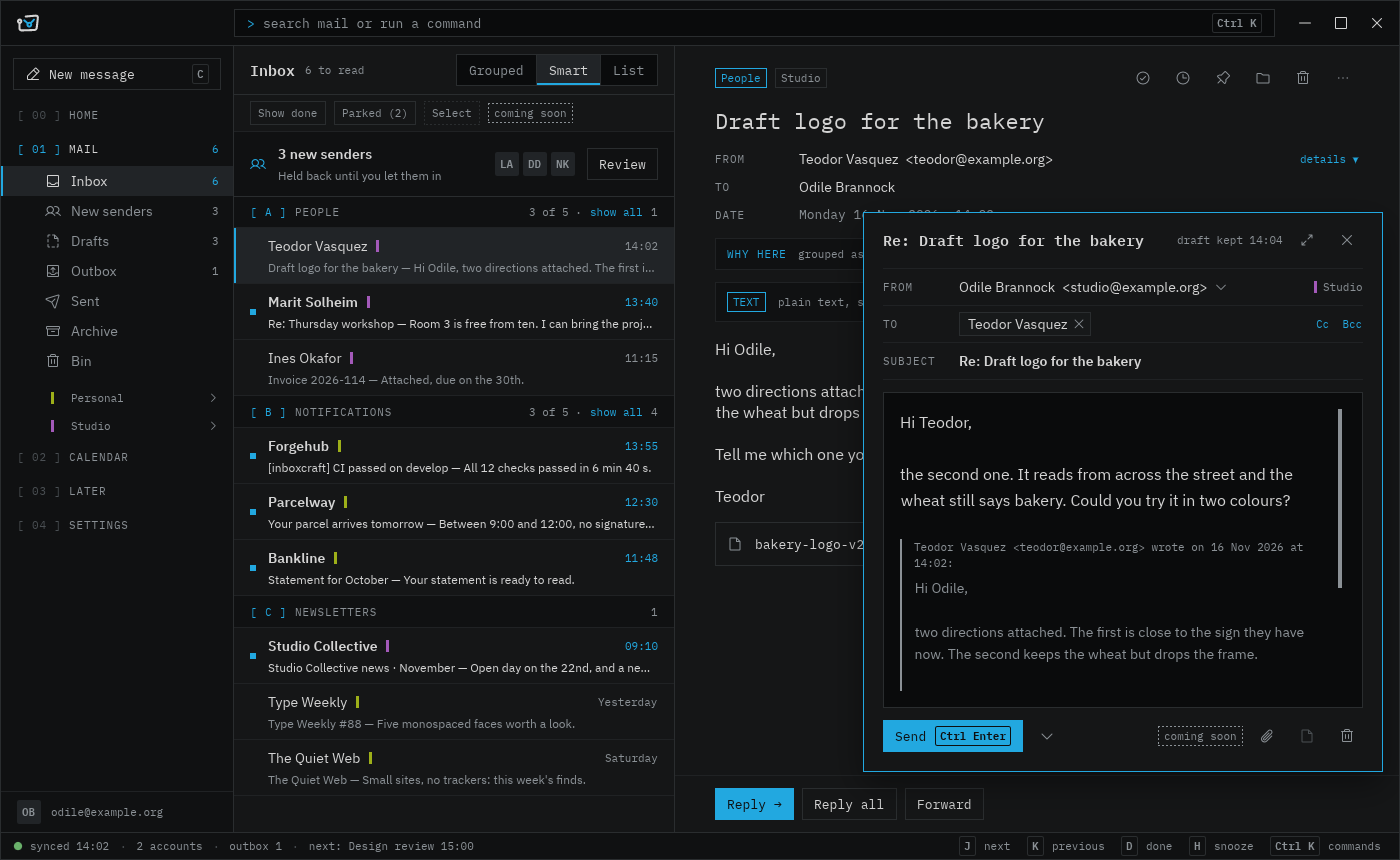 > search mail or run a command Ctrl K
New message C
[ 00 ] HOME
[ 01 ] MAIL 6
Inbox 6
New senders 3
Drafts 3
Outbox 1
Sent
Archive
Bin
Personal
Studio
[ 02 ] CALENDAR
[ 03 ] LATER
[ 04 ] SETTINGS
OB odile@example.org
Inbox 6 to read Grouped Smart List
Show done Parked (2) Select coming soon
3 new senders
Held back until you let them in
LA DD NK Review
[ A ] PEOPLE 3 of 5 · show all 1
Teodor Vasquez 14:02
Draft logo for the bakery — Hi Odile, two directions attached. The first i…
Marit Solheim 13:40
Re: Thursday workshop — Room 3 is free from ten. I can bring the proj…
Ines Okafor 11:15
Invoice 2026-114 — Attached, due on the 30th.
[ B ] NOTIFICATIONS 3 of 5 · show all 4
Forgehub 13:55
[inboxcraft] CI passed on develop — All 12 checks passed in 6 min 40 s.
Parcelway 12:30
Your parcel arrives tomorrow — Between 9:00 and 12:00, no signature…
Bankline 11:48
Statement for October — Your statement is ready to read.
[ C ] NEWSLETTERS 1
Studio Collective 09:10
Studio Collective news · November — Open day on the 22nd, and a ne…
Type Weekly Yesterday
Type Weekly #88 — Five monospaced faces worth a look.
The Quiet Web Saturday
The Quiet Web — Small sites, no trackers: this week's finds.
People Studio
Draft logo for the bakery
FROM Teodor Vasquez <teodor@example.org> details ▾
TO Odile Brannock
DATE Monday
WHY HERE grouped as
TEXT plain text,
Hi Odile,
two directions attach
the wheat but drops
Tell me which one yo
Teodor
bakery-logo-v2
Reply → Reply all Forward
Re: Draft logo for the bakery draft kept 14:04
FROM Odile Brannock <studio@example.org> Studio
TO Teodor Vasquez Cc Bcc
SUBJECT Re: Draft logo for the bakery
Hi Teodor,
the second one. It reads from across the street and the
wheat still says bakery. Could you try it in two colours?
Teodor Vasquez <teodor@example.org> wrote on 16 Nov 2026 at
14:02:
Hi Odile,
two directions attached. The first is close to the sign they have
now. The second keeps the wheat but drops the frame.
Send Ctrl Enter coming soon
synced 14:02 · 2 accounts · outbox 1 · next: Design review 15:00
J next K previous D done H snooze Ctrl K commands